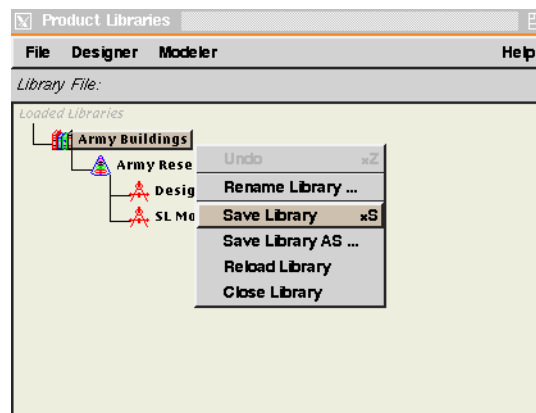 Product Libraries
File Designer Modeler Help
Library File:
Loaded Libraries
Army Buildings
Army Rese
Desig
SL Mo
Undo xZ
Rename Library ...
Save Library xS
Save Library AS ...
Reload Library
Close Library